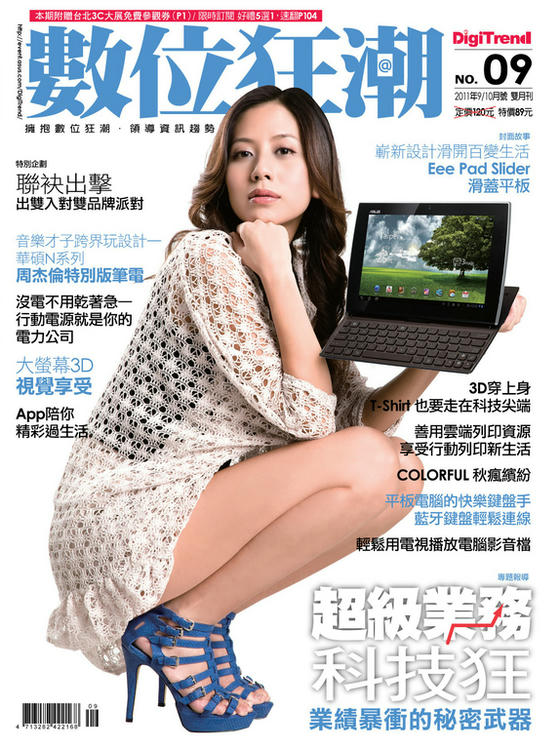 本期附贈台北3C大展免費參觀券（P1）/ 限時訂閱 好禮5選1，速翻P104
http://event.asus.com/DigiTrend/
數位狂潮
@
擁抱數位狂潮．領導資訊趨勢
DigiTrend
NO. 09
2011年9/10月號 雙月刊
定價120元 特價89元
封面故事
嶄新設計滑開百變生活
Eee Pad Slider
滑蓋平板
特別企劃
聯袂出擊
出雙入對雙品牌派對
音樂才子跨界玩設計—
華碩N系列
周杰倫特別版筆電
沒電不用乾著急—
行動電源就是你的
電力公司
大螢幕3D
視覺享受
App陪你
精彩過生活
ASUS
3D穿上身
T-Shirt 也要走在科技尖端
善用雲端列印資源
享受行動列印新生活
COLORFUL 秋瘋繽紛
平板電腦的快樂鍵盤手
藍牙鍵盤輕鬆連線
輕鬆用電視播放電腦影音檔
專題報導
超級業務
科技狂
業績暴衝的秘密武器
09
4 713282 422168